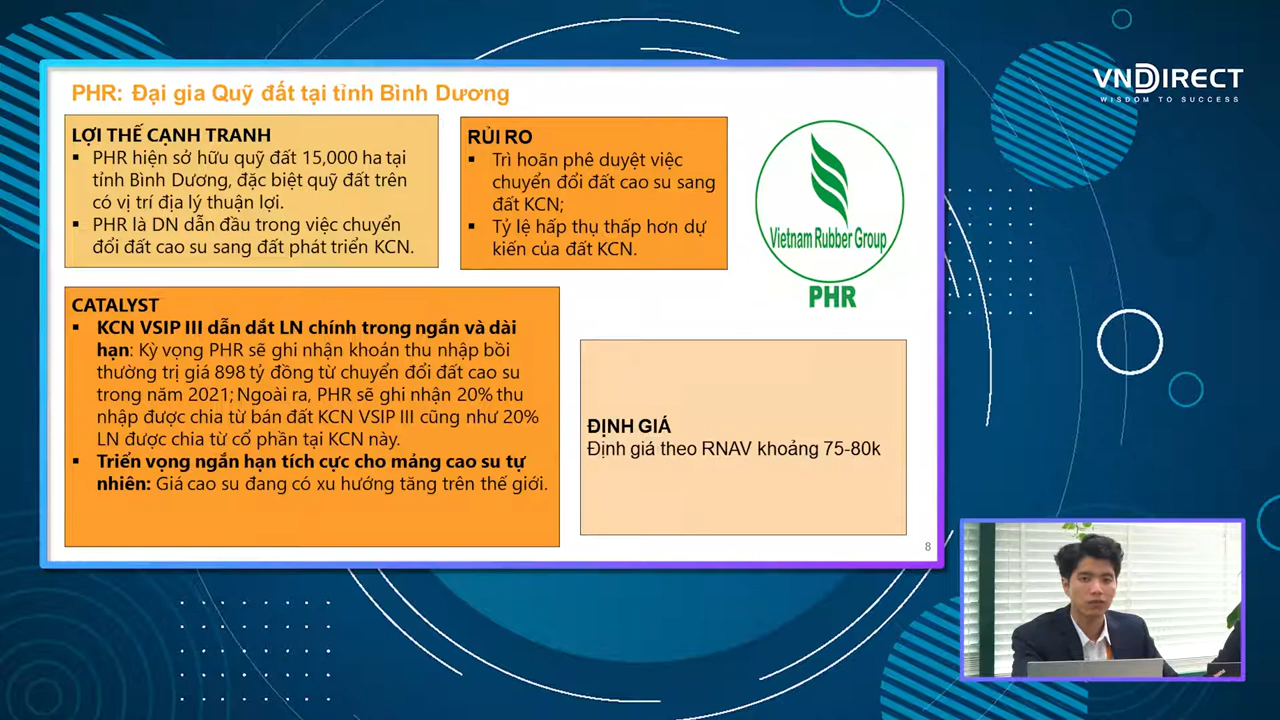 PHR: Đại gia Quỹ đất tại tỉnh Bình Dương
VNDIRECT
WISDOM TO SUCCESS
LỢI THẾ CẠNH TRANH
▪ PHR hiện sở hữu quỹ đất 15,000 ha tại
tỉnh Bình Dương, đặc biệt quỹ đất trên
có vị trí địa lý thuận lợi.
▪ PHR là DN dẫn đầu trong việc chuyển
đổi đất cao su sang đất phát triển KCN.
RỦI RO
▪ Trì hoãn phê duyệt việc
chuyển đổi đất cao su sang
đất KCN;
▪ Tỷ lệ hấp thụ thấp hơn dự
kiến của đất KCN.
Vietnam Rubber Group
PHR
CATALYST
▪ KCN VSIP III dẫn dắt LN chính trong ngắn và dài
hạn: Kỳ vọng PHR sẽ ghi nhận khoán thu nhập bồi
thường trị giá 898 tỷ đồng từ chuyển đổi đất cao su
trong năm 2021; Ngoài ra, PHR sẽ ghi nhận 20% thu
nhập được chia từ bán đất KCN VSIP III cũng như 20%
LN được chia từ cổ phần tại KCN này.
▪ Triển vọng ngắn hạn tích cực cho mảng cao su tự
nhiên: Giá cao su đang có xu hướng tăng trên thế giới.
ĐỊNH GIÁ
Định giá theo RNAV khoảng 75-80k
8